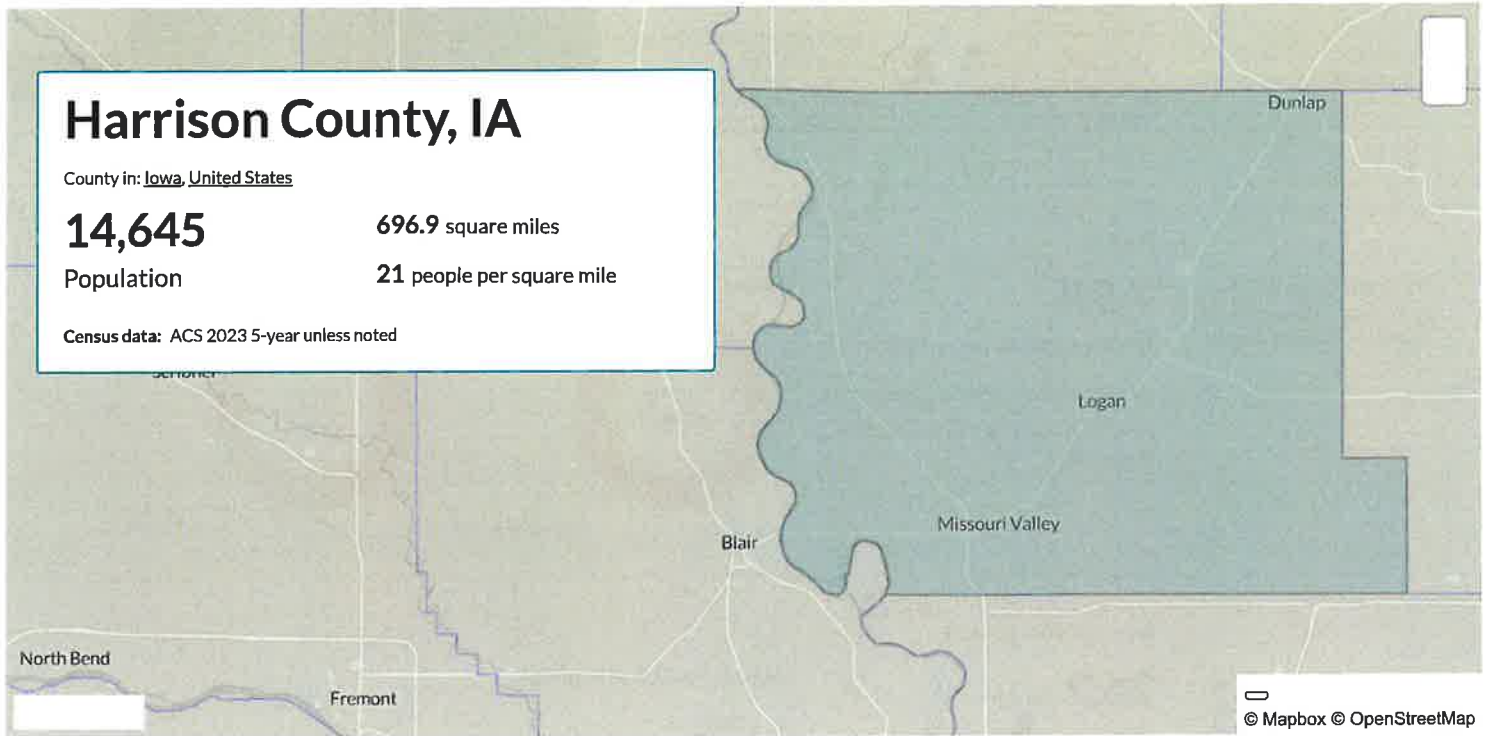 Harrison County, IA
County in: Iowa, United States
14,645
Population
696.9 square miles
21 people per square mile
Census data: ACS 2023 5-year unless noted
Dunlap
Logan
Missouri Valley
Blair
North Bend
Fremont
© Mapbox © OpenStreetMap